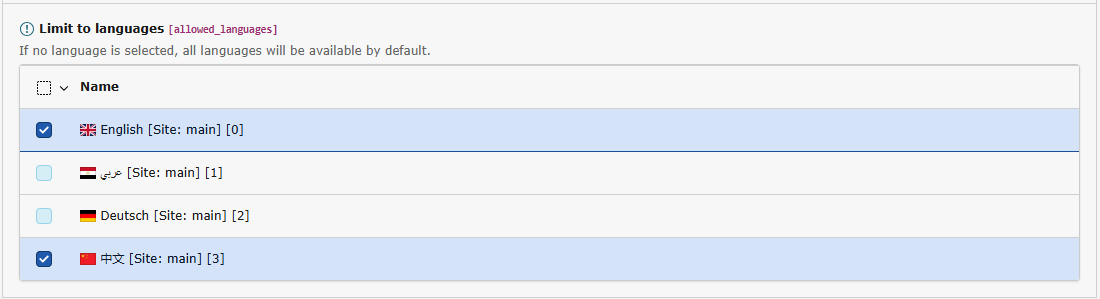 Limit to languages [allowed_languages]
If no language is selected, all languages will be available by default.
Name
English [Site: main] [0]
عربي [Site: main] [1]
Deutsch [Site: main] [2]
中文 [Site: main] [3]